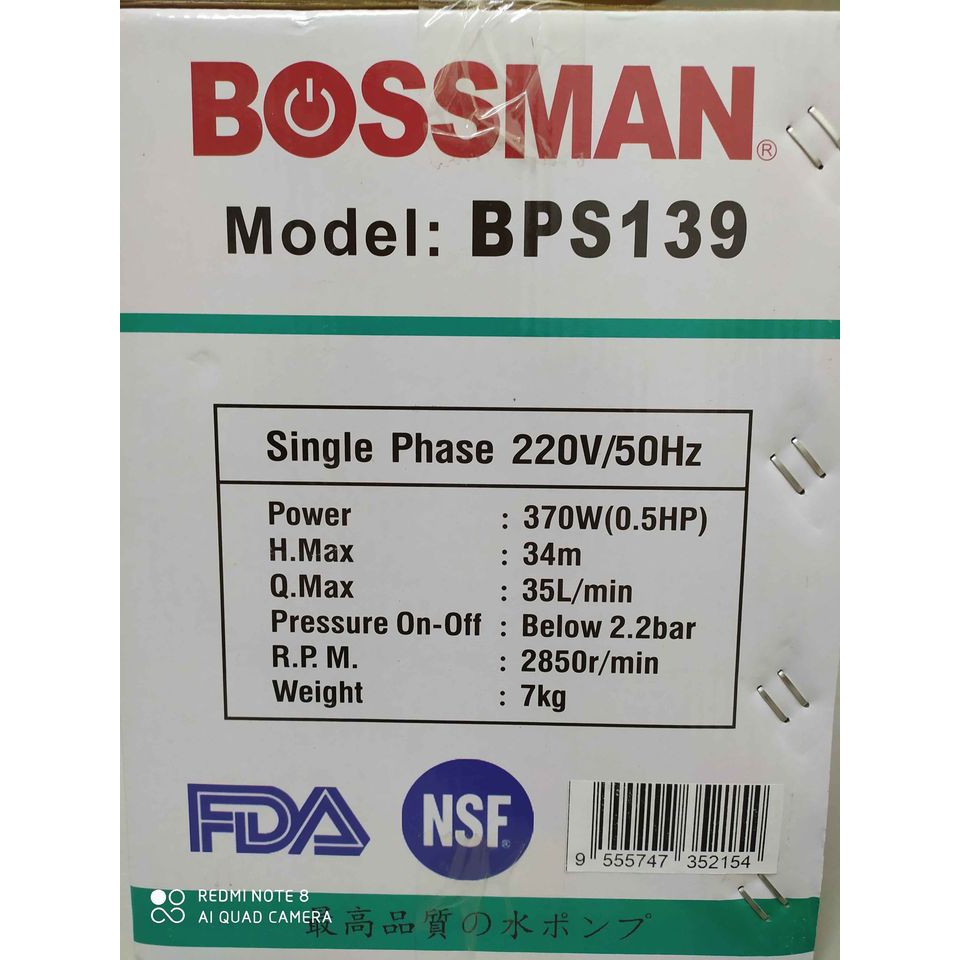 BOSSMAN®
Model: BPS139
Single Phase 220V/50Hz
Power : 370W(0.5HP)
H.Max : 34m
Q.Max : 35L/min
Pressure On-Off : Below 2.2bar
R.P.M. : 2850r/min
Weight : 7kg
FDA NSF®
9 555747 352154
REDMI NOTE 8
AI QUAD CAMERA
最高品質の水ポンプ